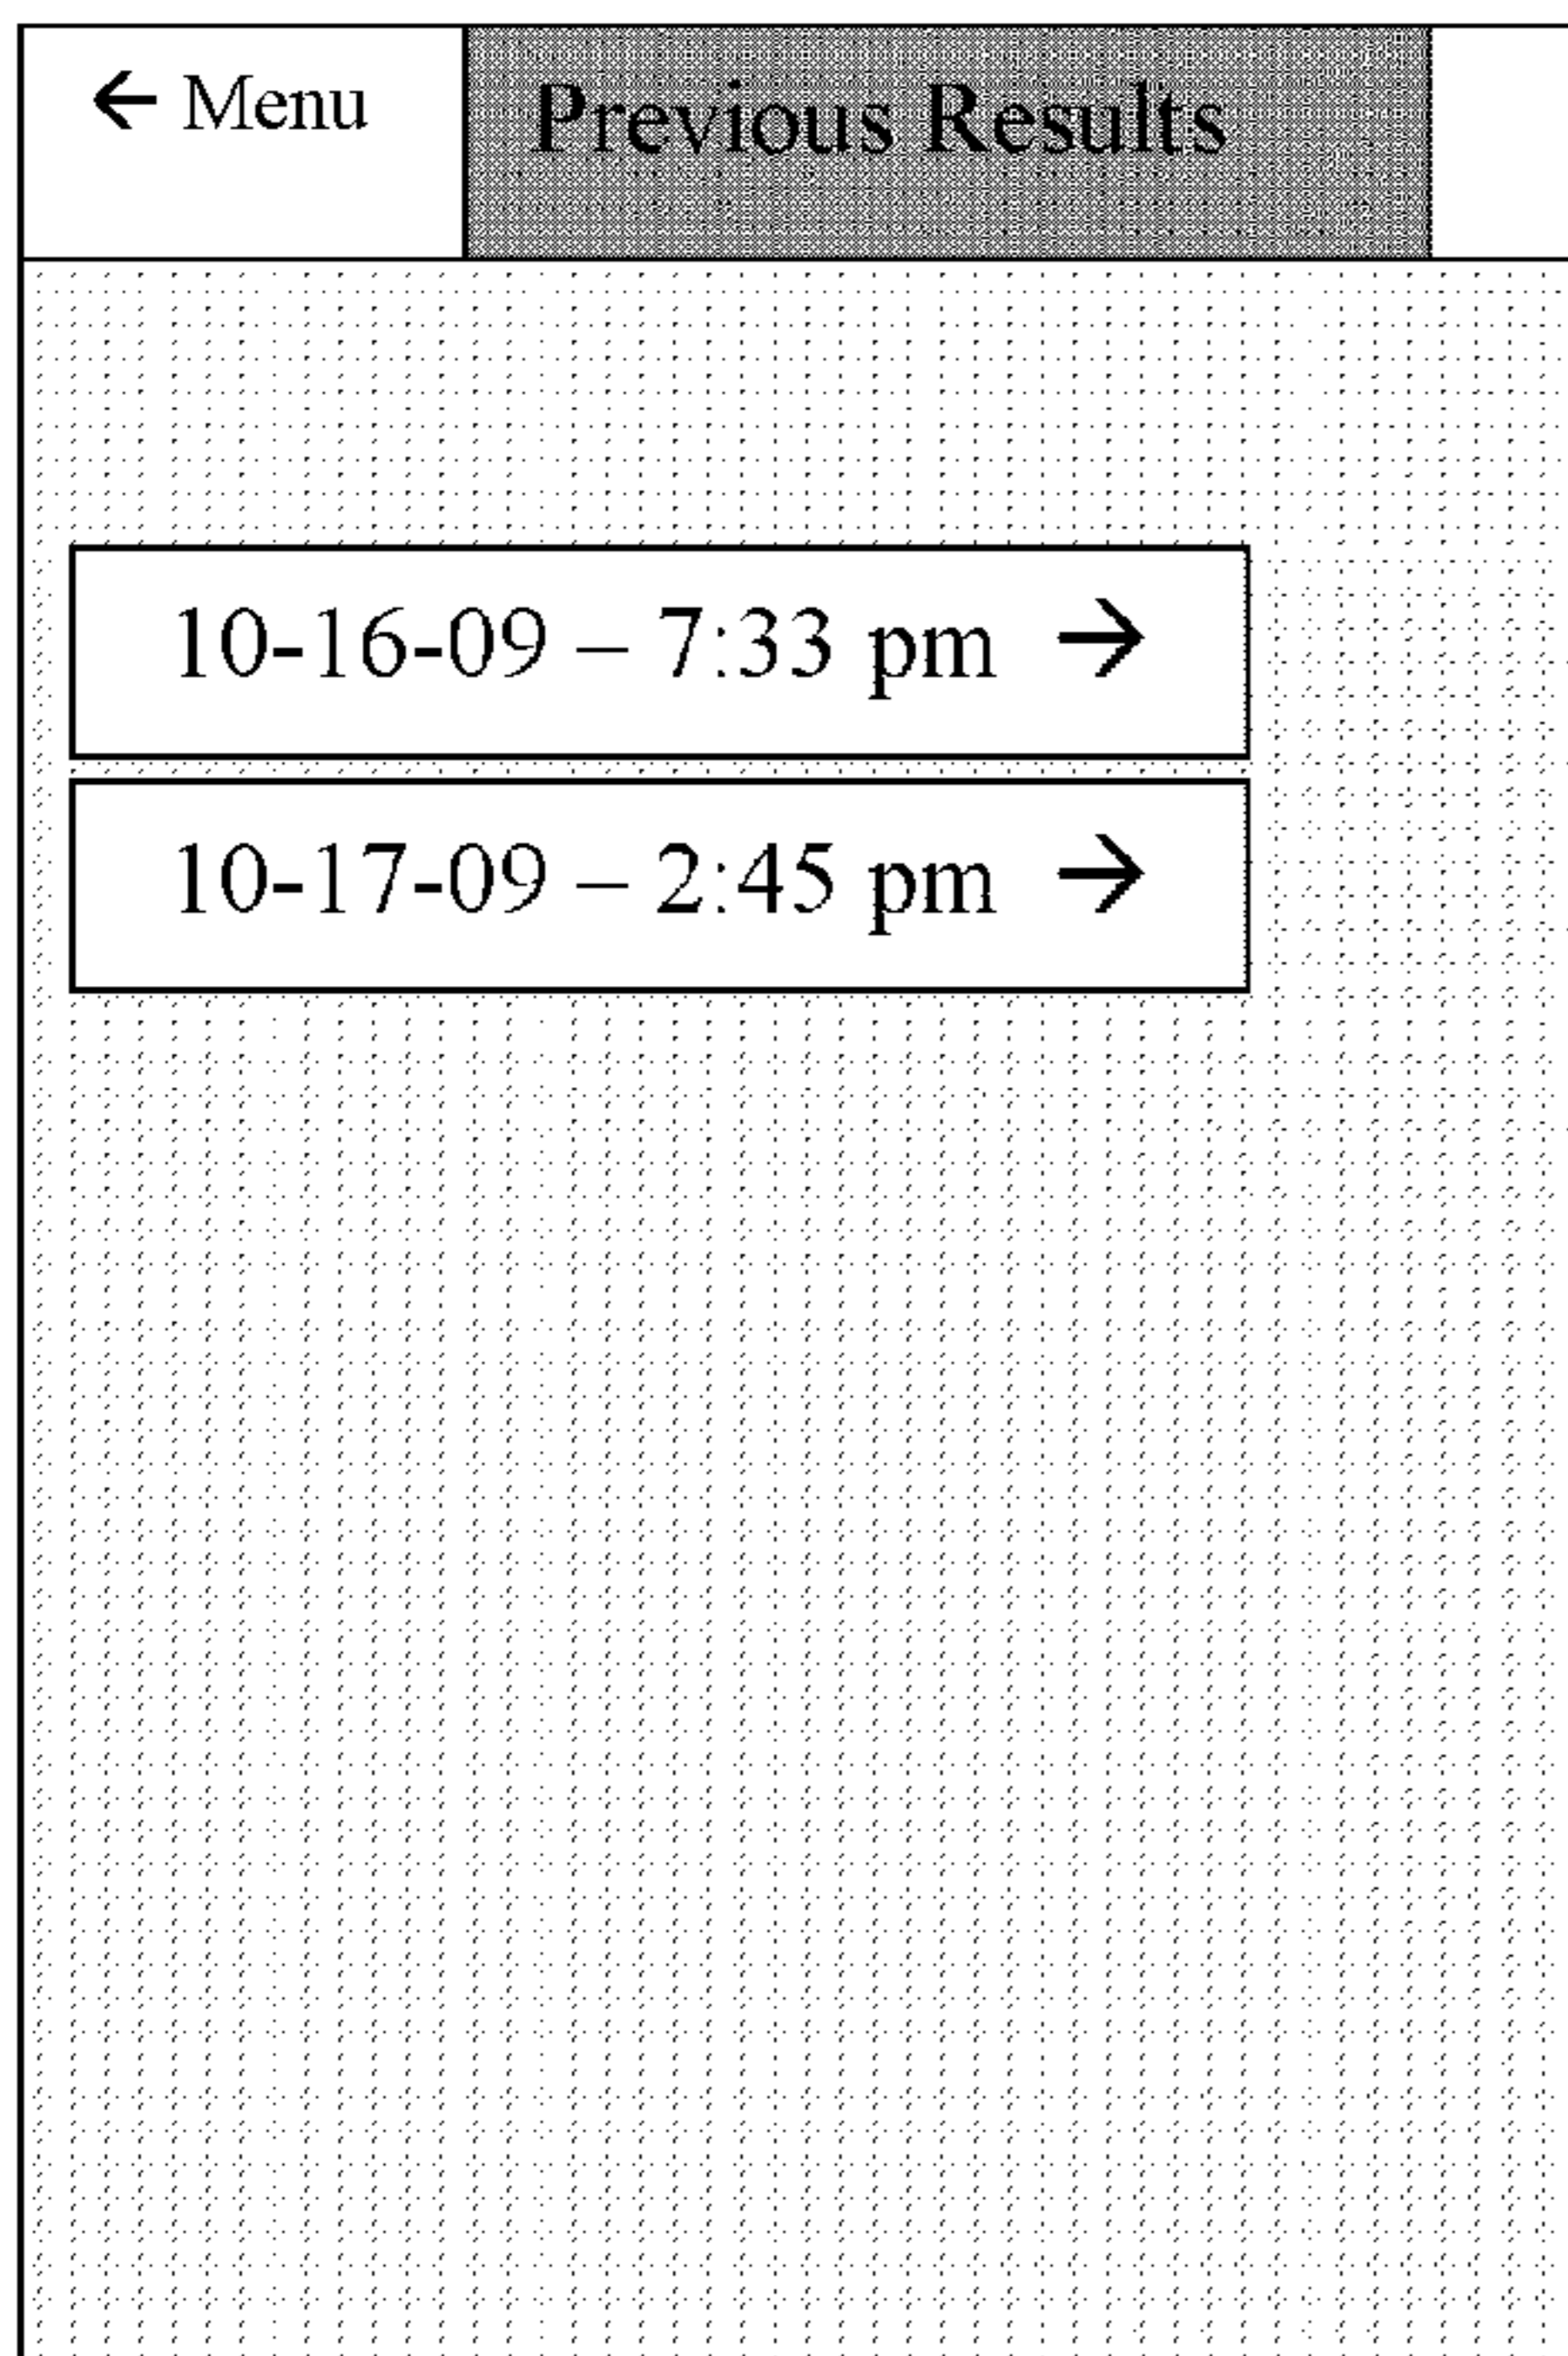 ← Menu
Previous Results
10-16-09 – 7:33 pm →
10-17-09 – 2:45 pm →